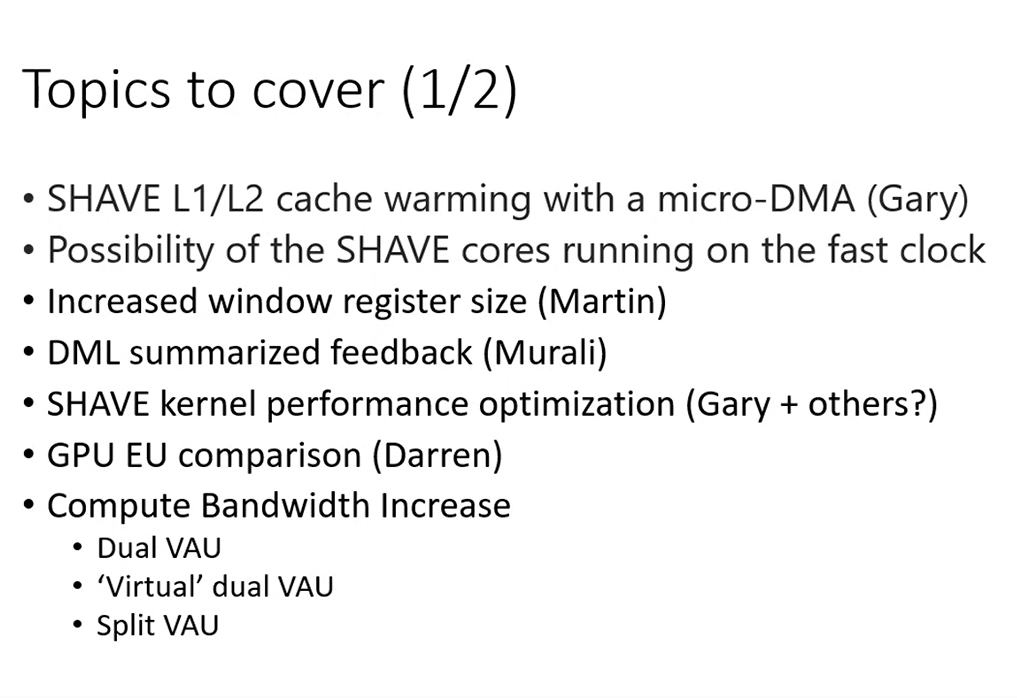 Topics to cover (1/2)
• SHAVE L1/L2 cache warming with a micro-DMA (Gary)
• Possibility of the SHAVE cores running on the fast clock
• Increased window register size (Martin)
• DML summarized feedback (Murali)
• SHAVE kernel performance optimization (Gary + others?)
• GPU EU comparison (Darren)
• Compute Bandwidth Increase
• Dual VAU
• ‘Virtual’ dual VAU
• Split VAU